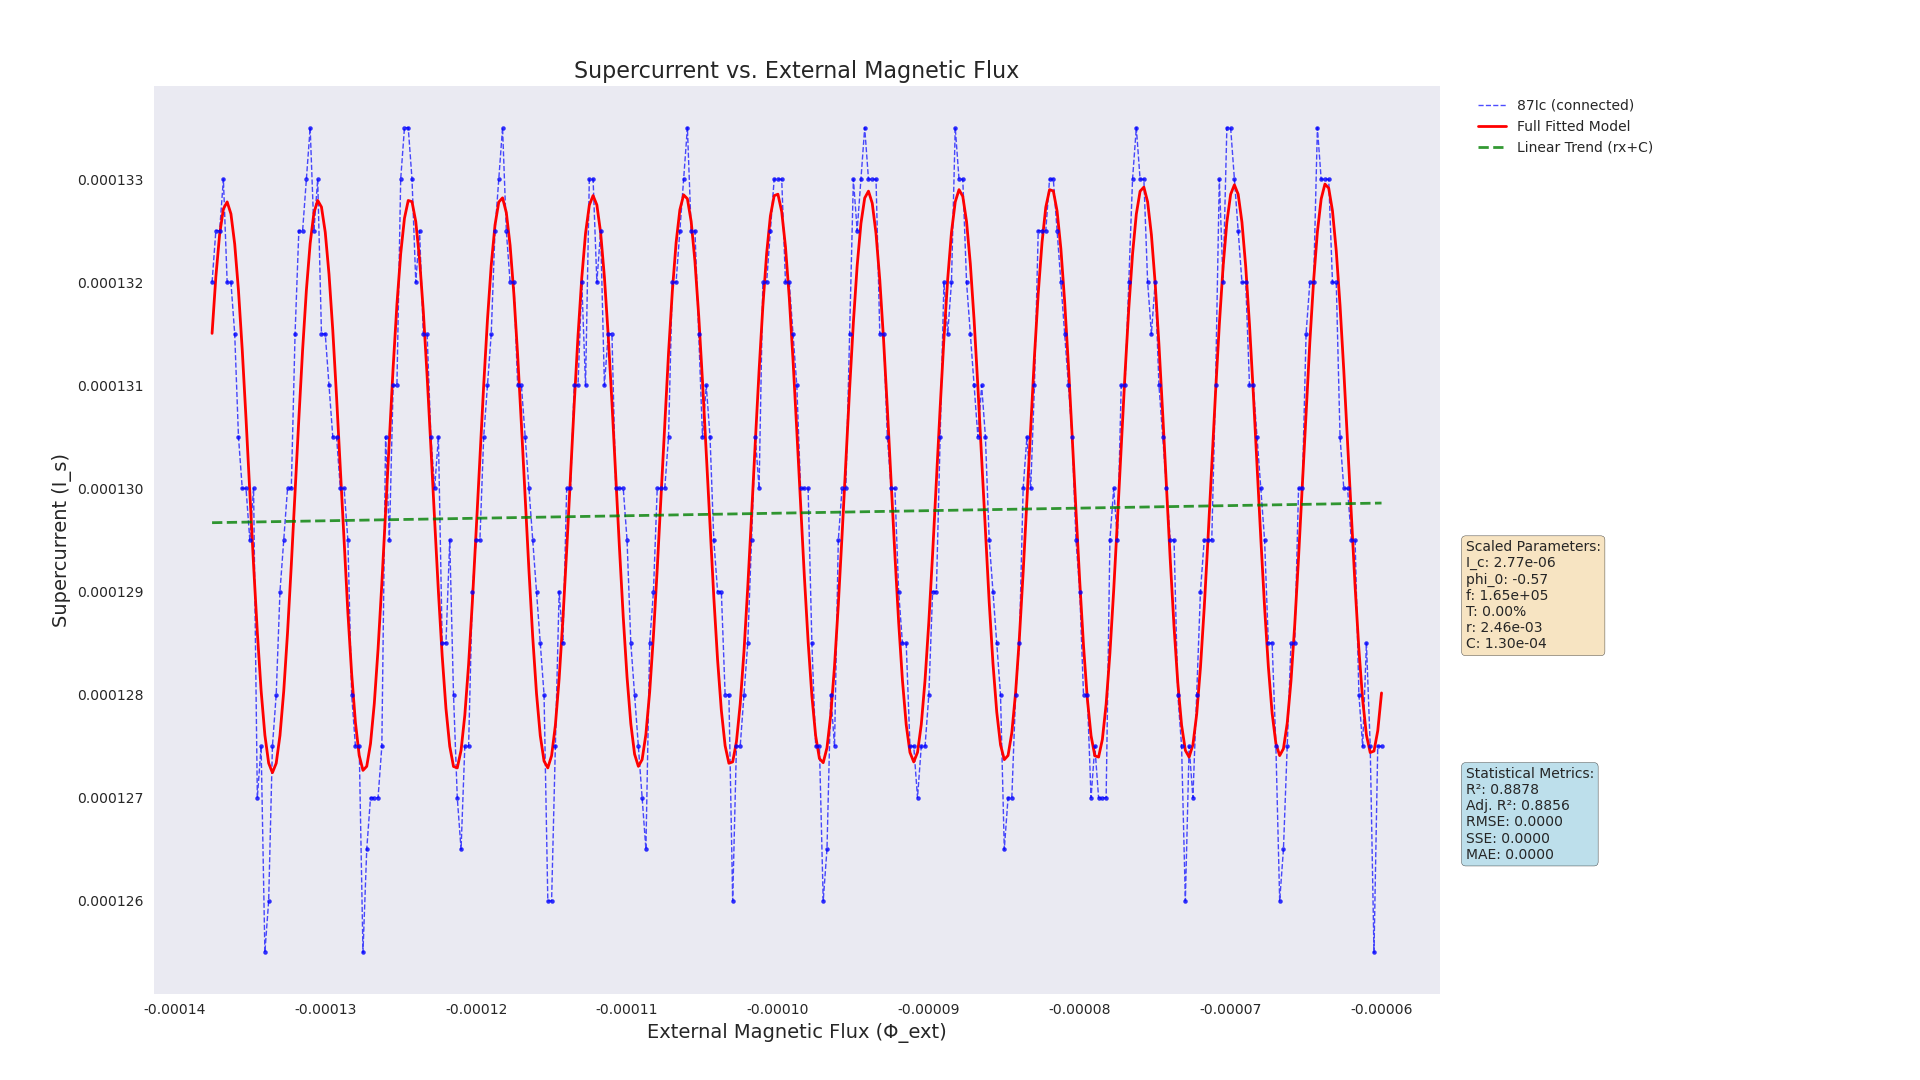 Supercurrent vs. External Magnetic Flux
87Ic (connected)
Full Fitted Model
Linear Trend (rx+C)
Supercurrent (I_s)
0.000133
0.000132
0.000131
0.000130
0.000129
0.000128
0.000127
0.000126
-0.00014
-0.00013
-0.00012
-0.00011
-0.00010
-0.00009
-0.00008
-0.00007
-0.00006
External Magnetic Flux (Φ_ext)
Scaled Parameters:
I_c: 2.77e-06
phi_0: -0.57
f: 1.65e+05
T: 0.00%
r: 2.46e-03
C: 1.30e-04
Statistical Metrics:
R²: 0.8878
Adj. R²: 0.8856
RMSE: 0.0000
SSE: 0.0000
MAE: 0.0000